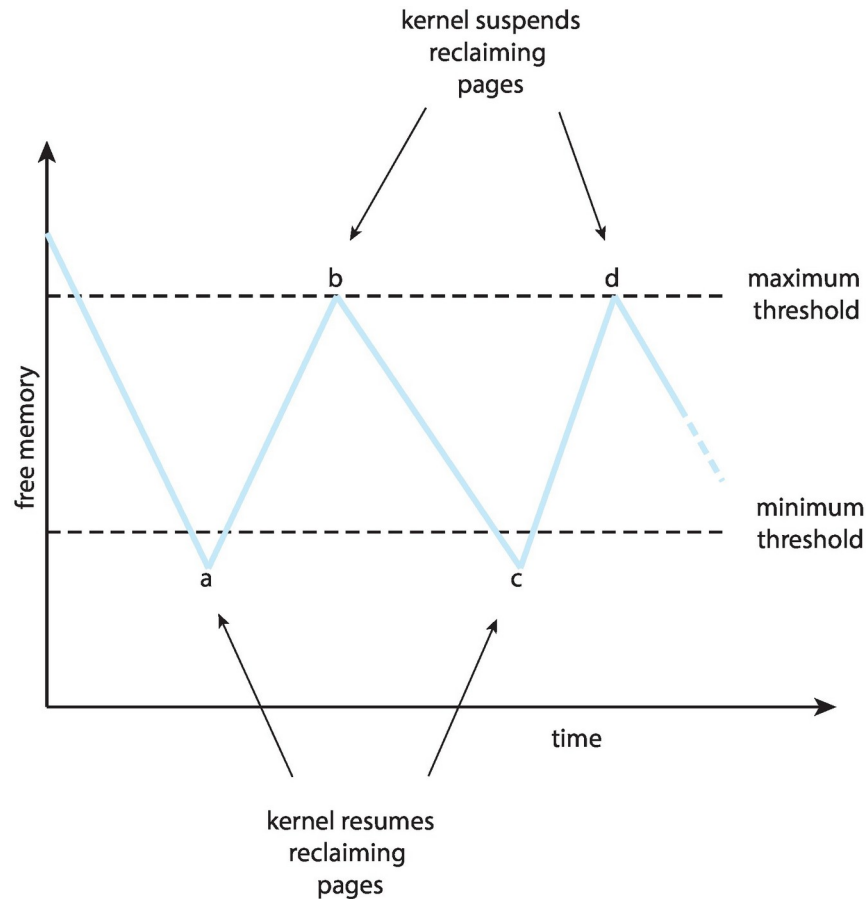 kernel suspends
reclaiming
pages
b
d
maximum
threshold
free memory
minimum
threshold
a
c
time
kernel resumes
reclaiming
pages